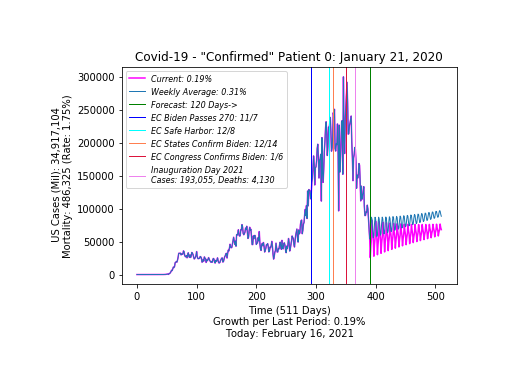 Covid-19 - "Confirmed" Patient 0: January 21, 2020
300000
250000
200000
150000
100000
50000
0
US Cases (Mil): 34,917,104
Mortality: 486,325 (Rate: 1.75%)
Current: 0.19%
Weekly Average: 0.31%
Forecast: 120 Days->
EC Biden Passes 270: 11/7
EC Safe Harbor: 12/8
EC States Confirm Biden: 12/14
EC Congress Confirms Biden: 1/6
Inauguration Day 2021
Cases: 193,055, Deaths: 4,130
0 100 200 300 400 500
Time (511 Days)
Growth per Last Period: 0.19%
Today: February 16, 2021